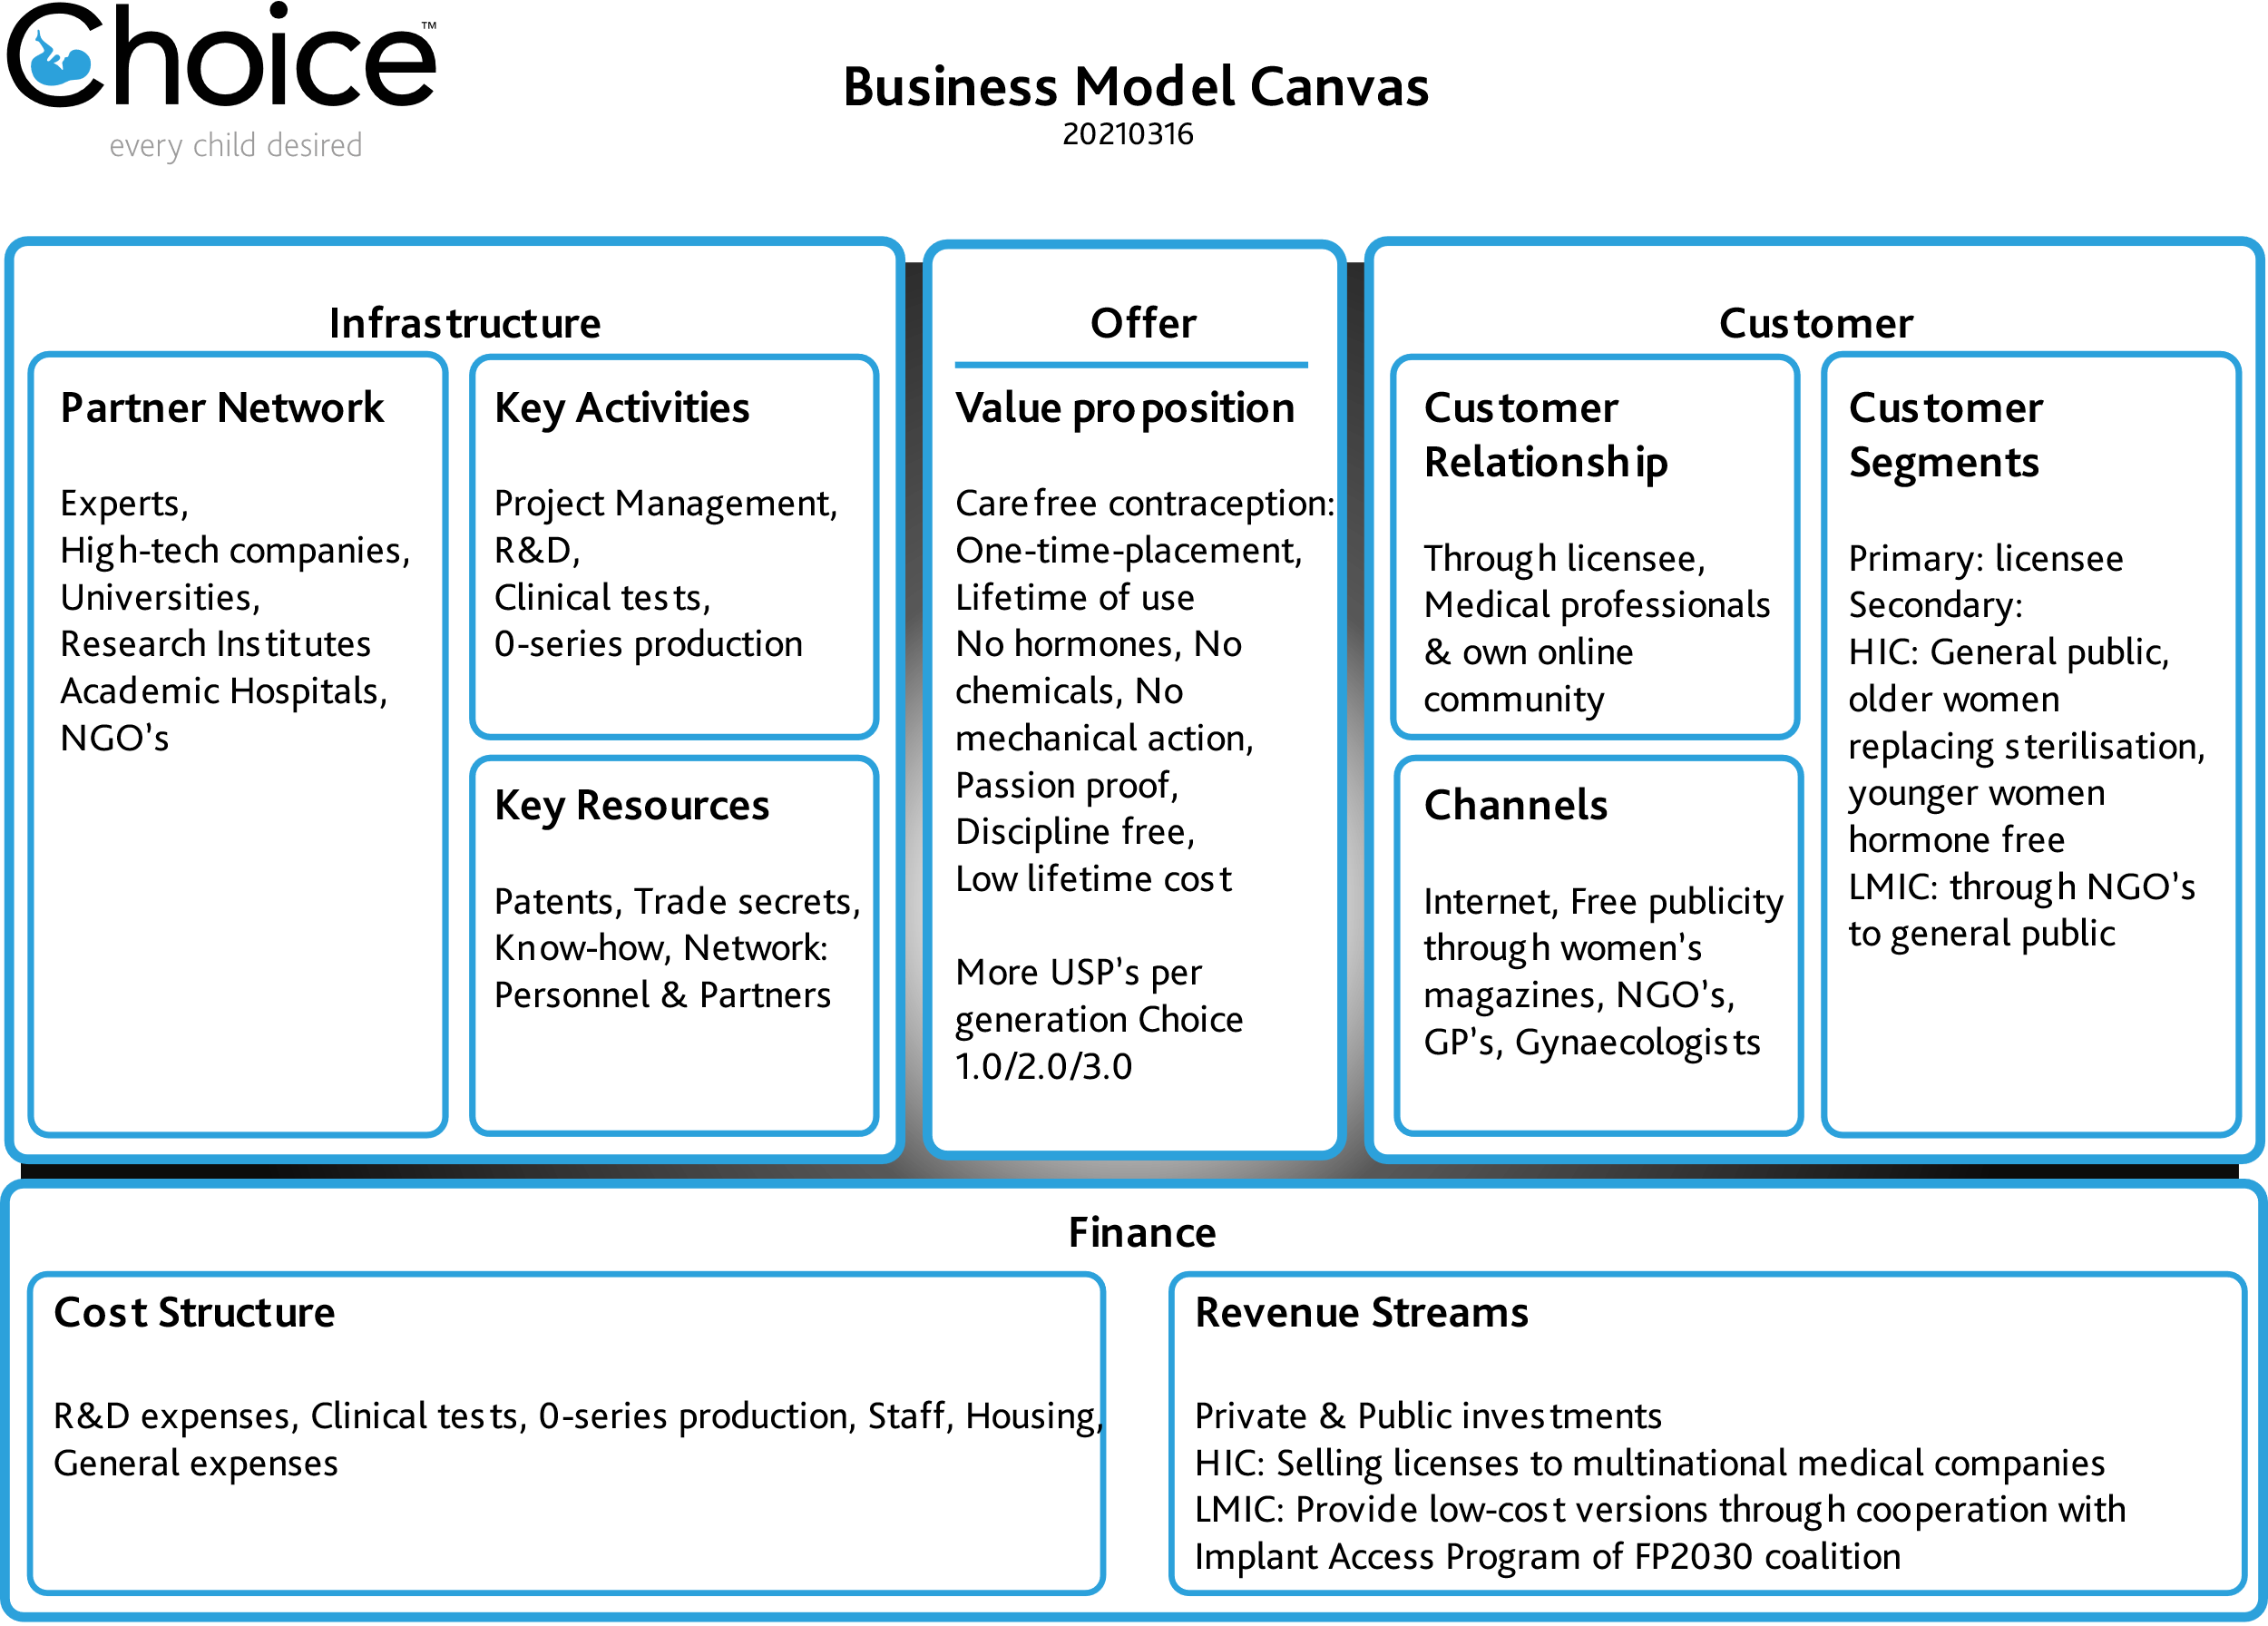 Choice™
every child desired
Business Model Canvas
20210316
Infrastructure
Partner Network
Experts,
High-tech companies,
Universities,
Research Institutes
Academic Hospitals,
NGO's
Key Activities
Project Management,
R&D,
Clinical tests,
0-series production
Key Resources
Patents, Trade secrets,
Know-how, Network:
Personnel & Partners
Offer
Value proposition
Carefree contraception:
One-time-placement,
Lifetime of use
No hormones, No
chemicals, No
mechanical action,
Passion proof,
Discipline free,
Low lifetime cost
More USP's per
generation Choice
1.0/2.0/3.0
Customer
Customer
Relationship
Through licensee,
Medical professionals
& own online
community
Channels
Internet, Free publicity
through women's
magazines, NGO's,
GP's, Gynaecologists
Customer
Segments
Primary: licensee
Secondary:
HIC: General public,
older women
replacing sterilisation,
younger women
hormone free
LMIC: through NGO's
to general public
Finance
Cost Structure
R&D expenses, Clinical tests, 0-series production, Staff, Housing,
General expenses
Revenue Streams
Private & Public investments
HIC: Selling licenses to multinational medical companies
LMIC: Provide low-cost versions through cooperation with
Implant Access Program of FP2030 coalition